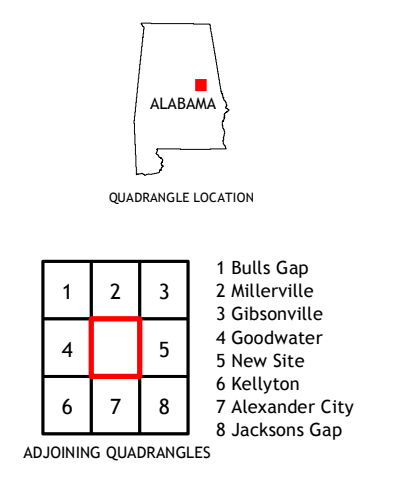 ALABAMA
QUADRANGLE LOCATION
1 2 3
4 5
6 7 8
ADJOINING QUADRANGLES
1 Bulls Gap
2 Millerville
3 Gibsonville
4 Goodwater
5 New Site
6 Kellyton
7 Alexander City
8 Jacksons Gap